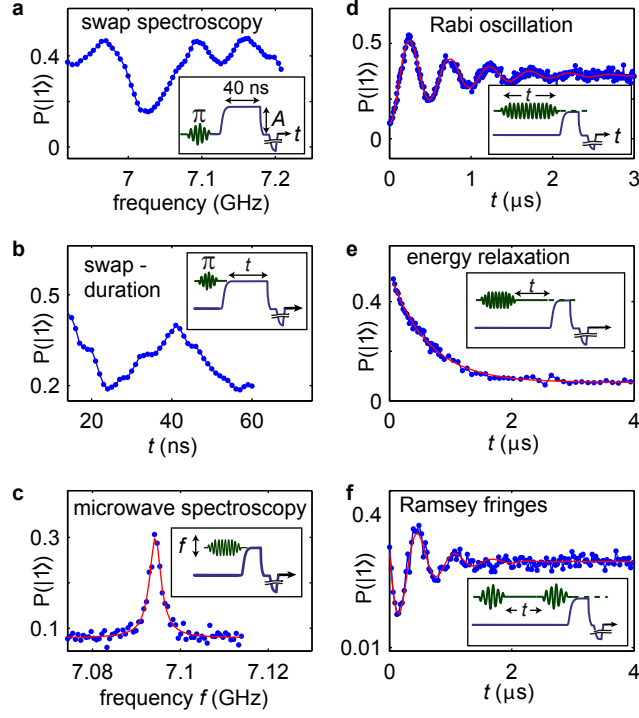 a
swap spectroscopy
P(|1⟩)
0.4
0
40 ns
π
A
t
7
7.1
7.2
frequency (GHz)
b
swap -
duration
P(|1⟩)
0.5
0.2
π
t
20
40
60
t (ns)
c
microwave spectroscopy
P(|1⟩)
0.3
0.1
f
7.08
7.1
7.12
frequency f (GHz)
d
Rabi oscillation
P(|1⟩)
0.5
0
t
t
0
1
2
3
t (μs)
e
energy relaxation
P(|1⟩)
0.4
0
t
0
2
4
t (μs)
f
Ramsey fringes
P(|1⟩)
0.4
0.01
t
0
2
4
t (μs)